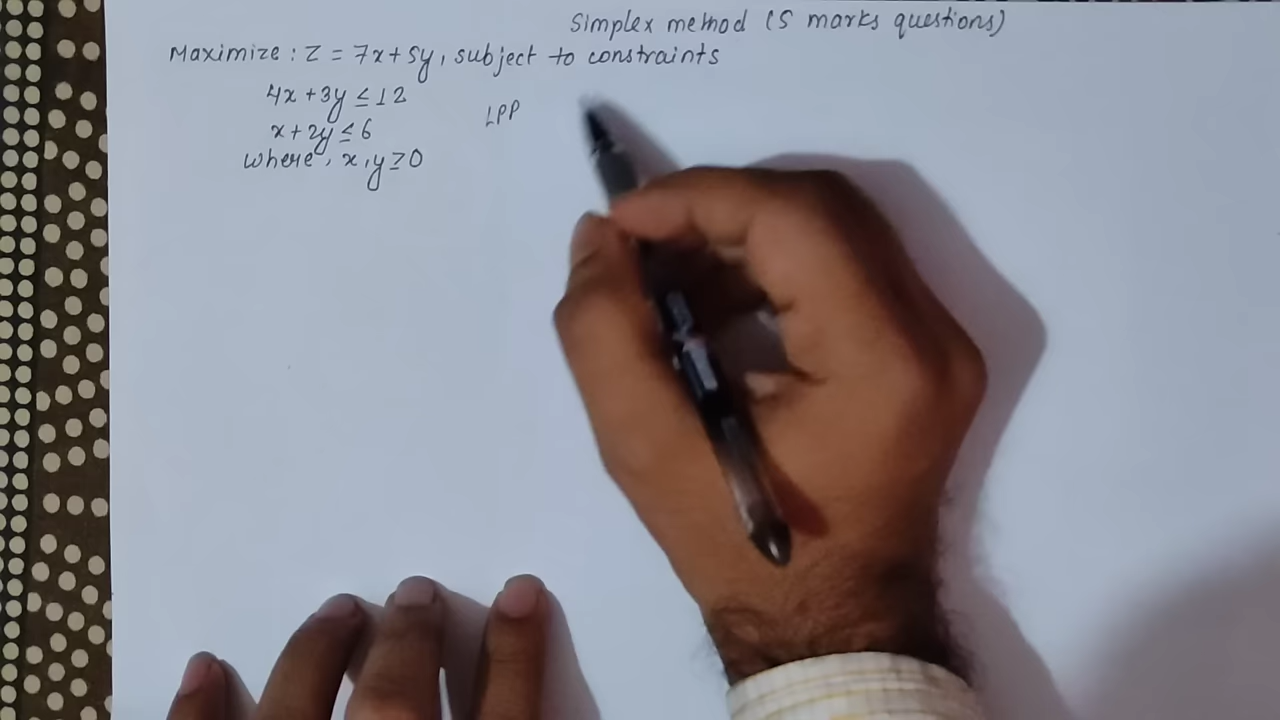 Simplex method (5 marks questions)
Maximize: Z = 7x+5y, subject to constraints
4x+3y ≤ 12
x+2y ≤ 6
LPP
where, x,y ≥ 0